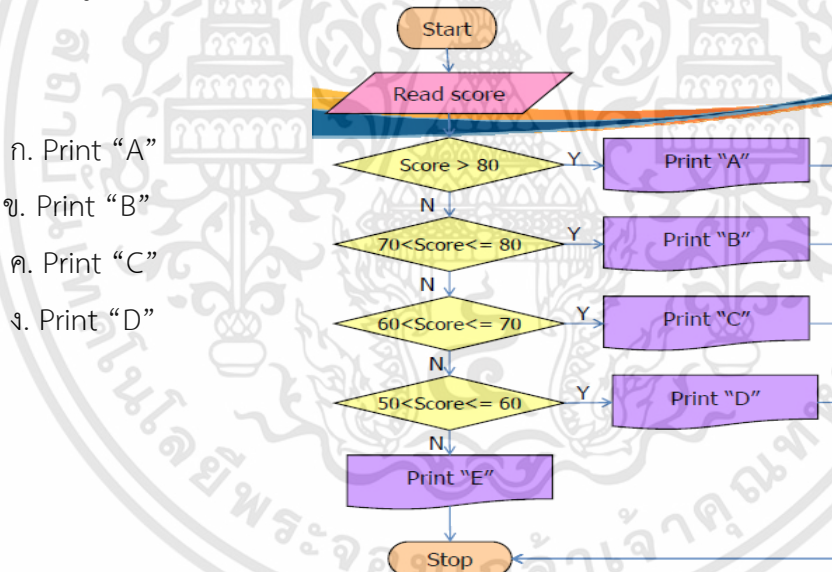 ก. Print “A”
ข. Print “B”
ค. Print “C”
ง. Print “D”
Start
Read score
Score > 80
Y
Print “A”
N
70<Score<= 80
Y
Print “B”
N
60<Score<= 70
Y
Print “C”
N
50<Score<= 60
Y
Print “D”
N
Print “E”
Stop